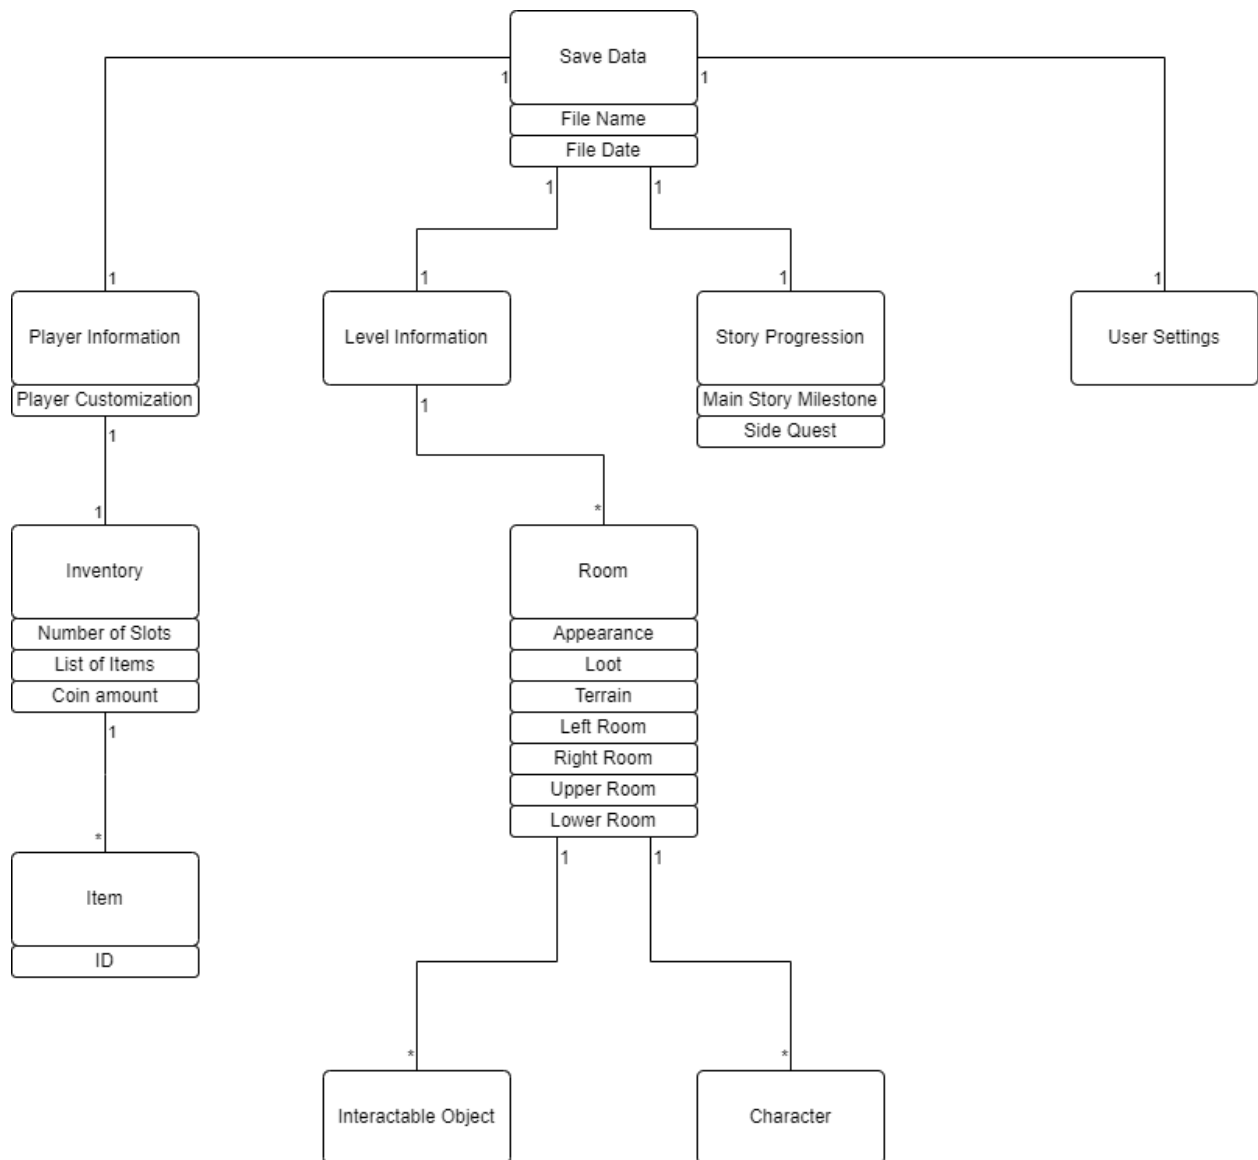 Save Data
1
1
File Name
File Date
1
1
1
1
1
1
Player Information
Level Information
Story Progression
User Settings
Player Customization
Main Story Milestone
1
1
Side Quest
1
*
Inventory
Room
Number of Slots
Appearance
List of Items
Loot
Coin amount
Terrain
1
Left Room
Right Room
Upper Room
Lower Room
*
1
1
Item
ID
*
*
Interactable Object
Character